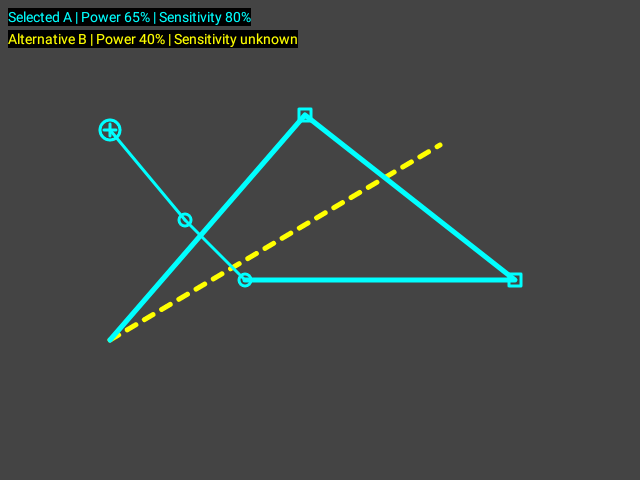 Selected A | Power 65% | Sensitivity 80%
Alternative B | Power 40% | Sensitivity unknown